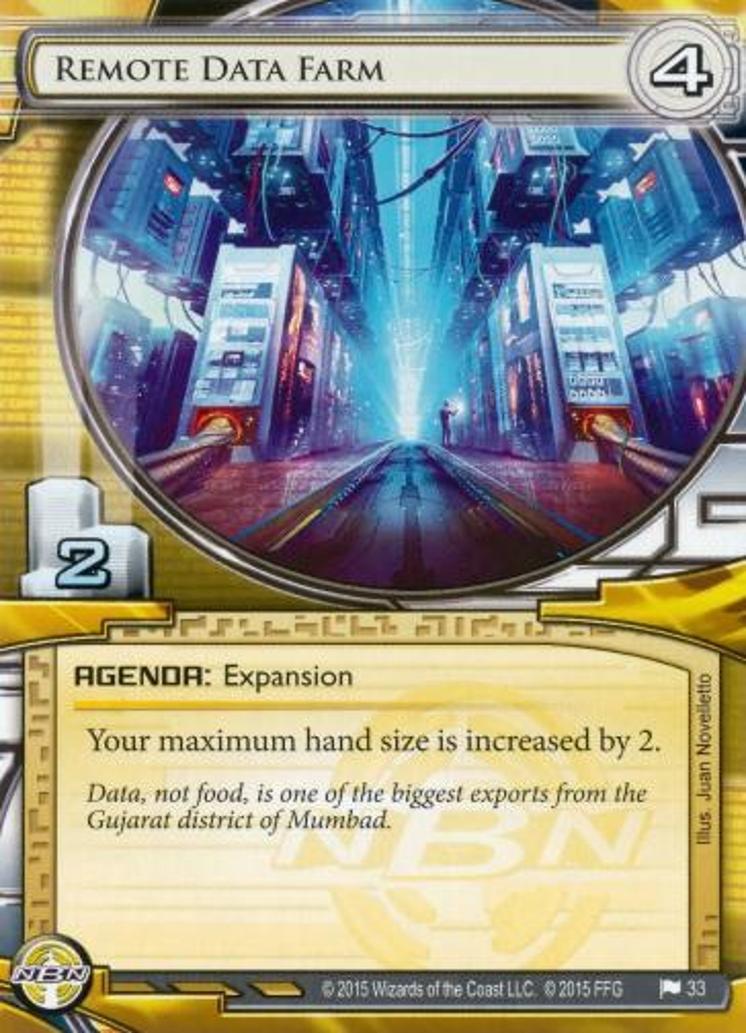 Remote Data Farm
4
2
AGENDA: Expansion
Your maximum hand size is increased by 2.
Data, not food, is one of the biggest exports from the
Gujarat district of Mumbad.
NBN
Illus. Juan Novelletto
NBN
© 2015 Wizards of the Coast LLC. © 2015 FFG
33